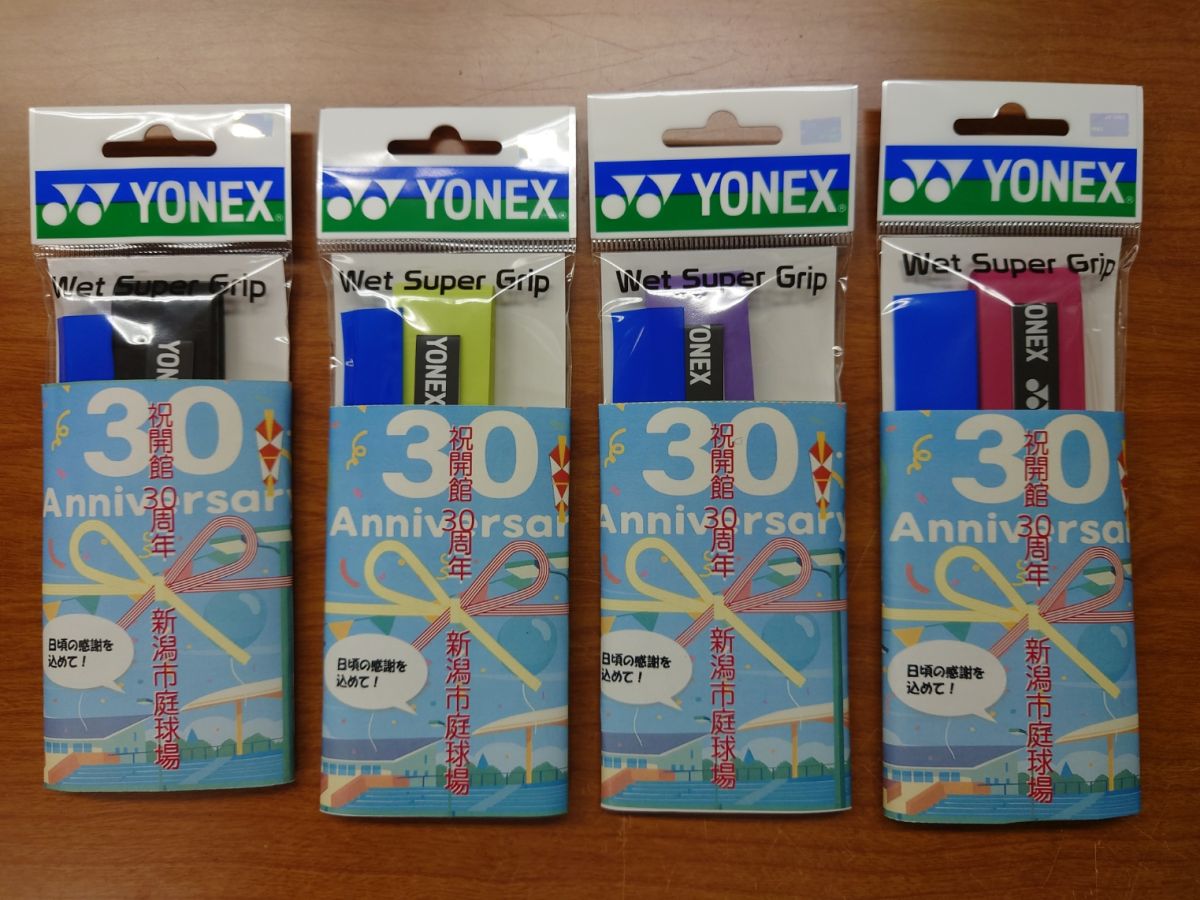 YONEX
Wet Super Grip
YONEX
30
Anniversary
祝開館 30周年 新潟市庭球場
日頃の感謝を
込めて！
YONEX
Wet Super Grip
YONEX
30
Anniversary
祝開館 30周年 新潟市庭球場
日頃の感謝を
込めて！
YONEX
Wet Super Grip
YONEX
30
Anniversary
祝開館 30周年 新潟市庭球場
日頃の感謝を
込めて！
YONEX
Wet Super Grip
YONEX
30
Anniversary
祝開館 30周年 新潟市庭球場
日頃の感謝を
込めて！